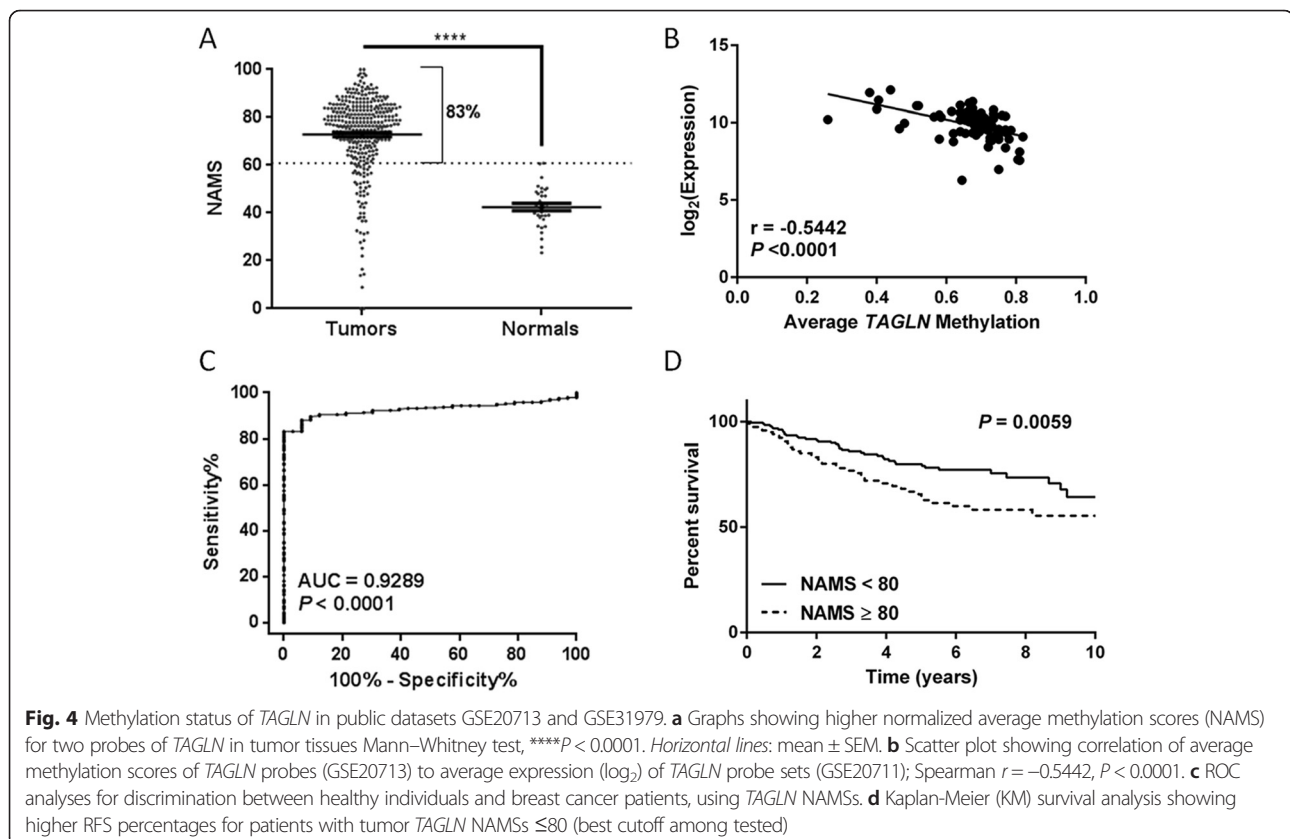 A
****
100
80
60
40
20
0
NAMS
83%
Tumors
Normals
B
15
10
5
0
log2(Expression)
r = -0.5442
P <0.0001
0.0
0.2
0.4
0.6
0.8
1.0
Average TAGLN Methylation
C
100
80
60
40
20
0
Sensitivity%
AUC = 0.9289
P < 0.0001
0
20
40
60
80
100
100% - Specificity%
D
100
50
0
Percent survival
P = 0.0059
NAMS < 80
NAMS ≥ 80
0
2
4
6
8
10
Time (years)
Fig. 4 Methylation status of TAGLN in public datasets GSE20713 and GSE31979. a Graphs showing higher normalized average methylation scores (NAMS)
for two probes of TAGLN in tumor tissues Mann–Whitney test, ****P < 0.0001. Horizontal lines: mean ± SEM. b Scatter plot showing correlation of average
methylation scores of TAGLN probes (GSE20713) to average expression (log2) of TAGLN probe sets (GSE20711); Spearman r = −0.5442, P < 0.0001. c ROC
analyses for discrimination between healthy individuals and breast cancer patients, using TAGLN NAMSs. d Kaplan-Meier (KM) survival analysis showing
higher RFS percentages for patients with tumor TAGLN NAMSs ≤80 (best cutoff among tested)